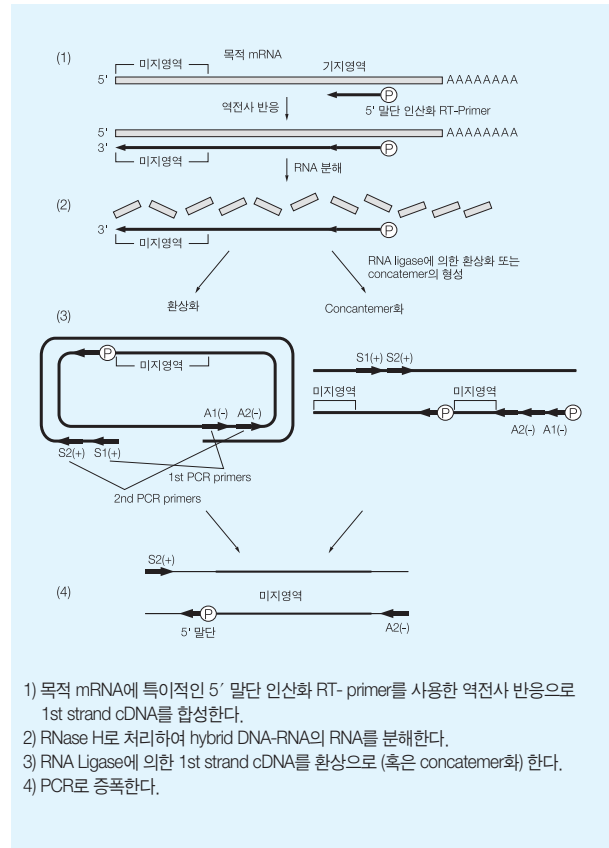 (1)
목적 mRNA
미지영역
기지영역
5'
AAAAAAAA
P
역전사 반응
5' 말단 인산화 RT-Primer
5'
AAAAAAAA
3'
P
미지영역
RNA 분해
(2)
3'
P
미지영역
RNA ligase에 의한 환상화 또는
concatemer의 형성
환상화
Concantemer화
(3)
P
미지영역
S1(+) S2(+)
미지영역
미지영역
A1(-) A2(-)
P
P
S2(+) S1(+)
A2(-) A1(-)
1st PCR primers
2nd PCR primers
S2(+)
(4)
미지영역
P
5' 말단
A2(-)
1) 목적 mRNA에 특이적인 5´ 말단 인산화 RT- primer를 사용한 역전사 반응으로
1st strand cDNA를 합성한다.
2) RNase H로 처리하여 hybrid DNA-RNA의 RNA를 분해한다.
3) RNA Ligase에 의한 1st strand cDNA를 환상으로 (혹은 concatemer화) 한다.
4) PCR로 증폭한다.